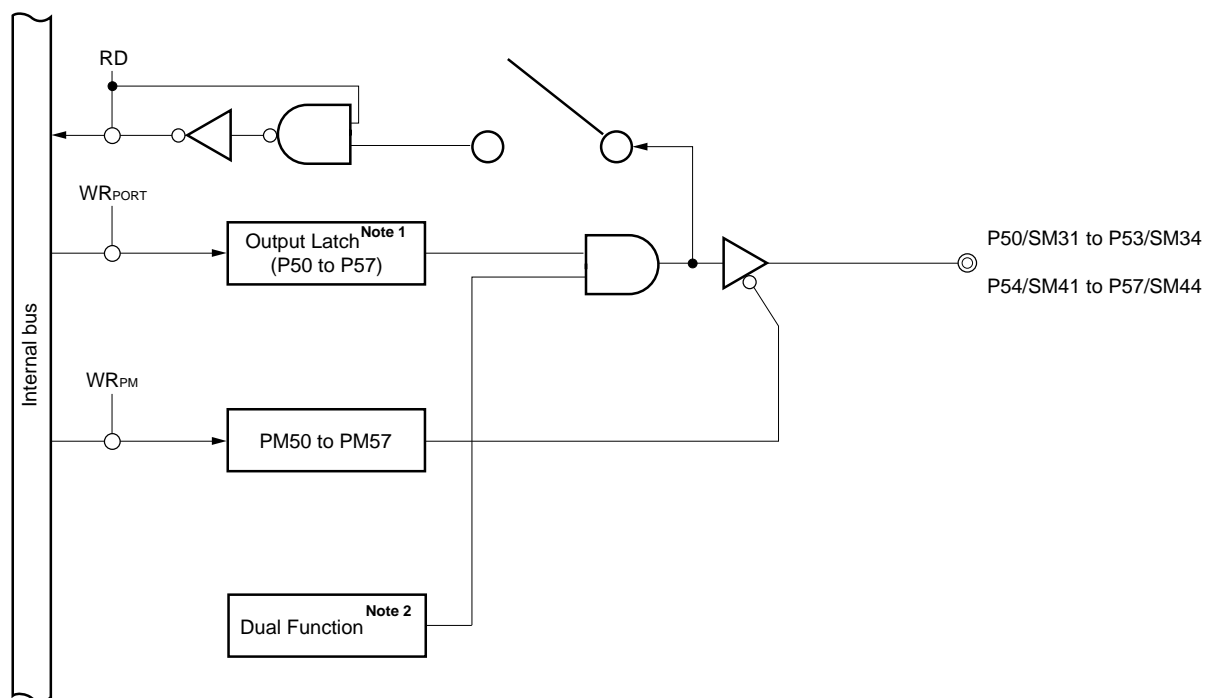 RD
WRPORT
Output Latch Note 1
(P50 to P57)
P50/SM31 to P53/SM34
P54/SM41 to P57/SM44
Internal bus
WRPM
PM50 to PM57
Dual Function Note 2